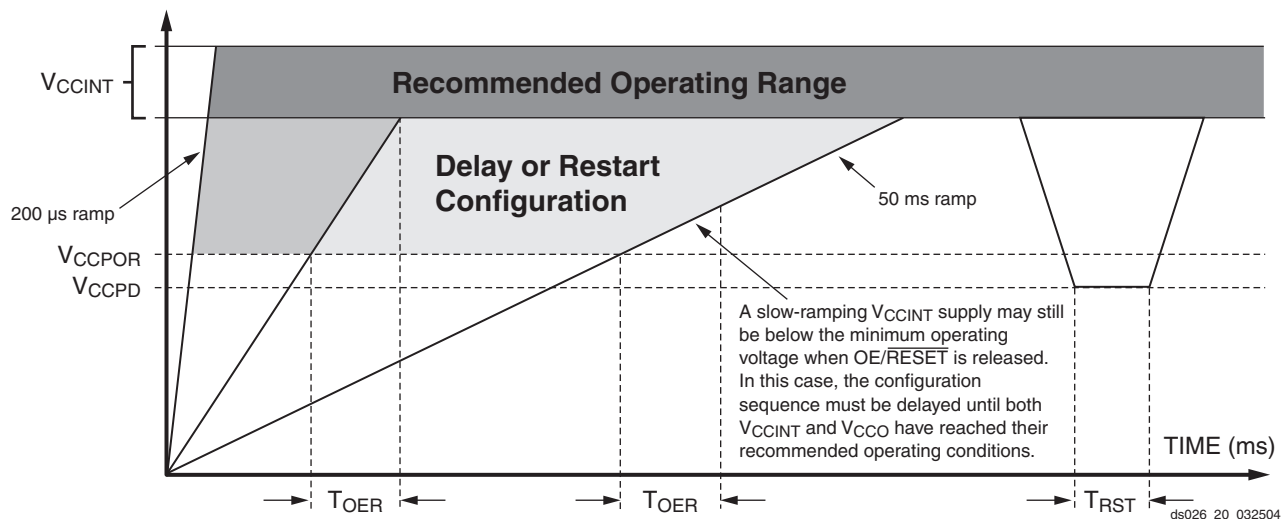 VCCINT
Recommended Operating Range
Delay or Restart
Configuration
200 µs ramp
50 ms ramp
VCCPOR
VCCPD
A slow-ramping VCCINT supply may still
be below the minimum operating
voltage when OE/RESET is released.
In this case, the configuration
sequence must be delayed until both
VCCINT and VCCO have reached their
recommended operating conditions.
TIME (ms)
TOER
TOER
TRST
ds026_20_032504